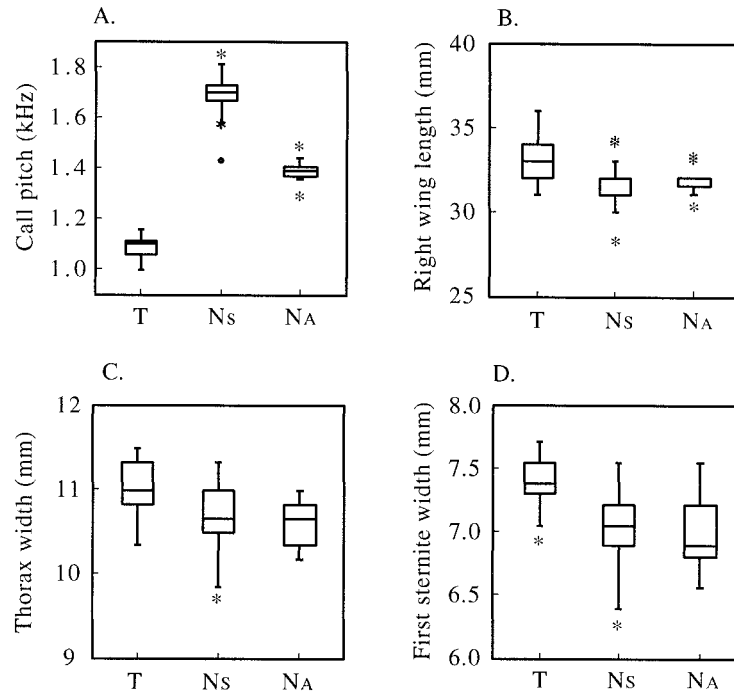 A.
Call pitch (kHz)
1.8
1.6
1.4
1.2
1.0
*
*
*
*
T NS NA
B.
Right wing length (mm)
40
35
30
25
*
*
*
*
T NS NA
C.
Thorax width (mm)
12
11
10
9
*
T NS NA
D.
First sternite width (mm)
8.0
7.5
7.0
6.5
6.0
*
*
T NS NA